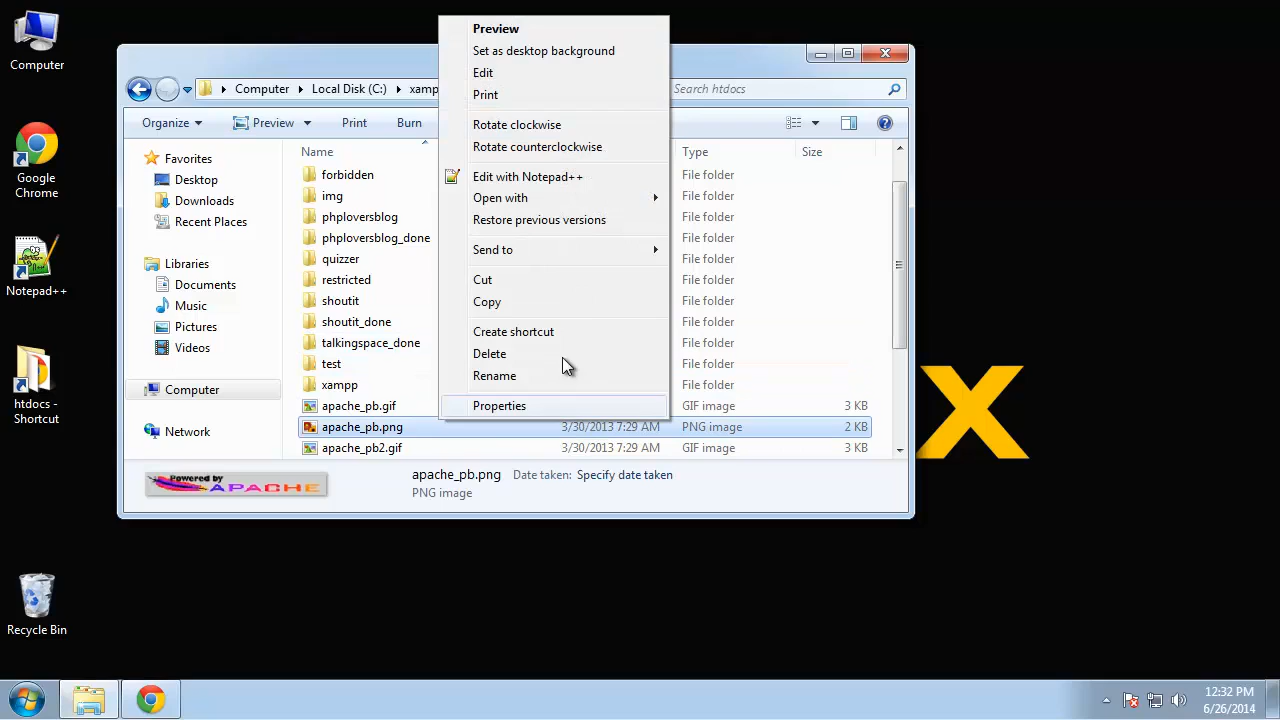 Computer
Google
Chrome
Notepad++
htdocs -
Shortcut
Recycle Bin
Computer
Local Disk (C:)
xamp
Search htdocs
Organize
Preview
Print
Burn
Favorites
Desktop
Downloads
Recent Places
Libraries
Documents
Music
Pictures
Videos
Computer
Network
Name
Type
Size
forbidden File folder
img File folder
phploversblog File folder
phploversblog_done File folder
quizzer File folder
restricted File folder
shoutit File folder
shoutit_done File folder
talkingspace_done File folder
test File folder
xampp File folder
apache_pb.gif GIF image 3 KB
apache_pb.png 3/30/2013 7:29 AM PNG image 2 KB
apache_pb2.gif 3/30/2013 7:29 AM GIF image 3 KB
Preview
Set as desktop background
Edit
Print
Rotate clockwise
Rotate counterclockwise
Edit with Notepad++
Open with
Restore previous versions
Send to
Cut
Copy
Create shortcut
Delete
Rename
Properties
Powered by
APACHE
apache_pb.png Date taken: Specify date taken
PNG image
X
12:32 PM
6/26/2014